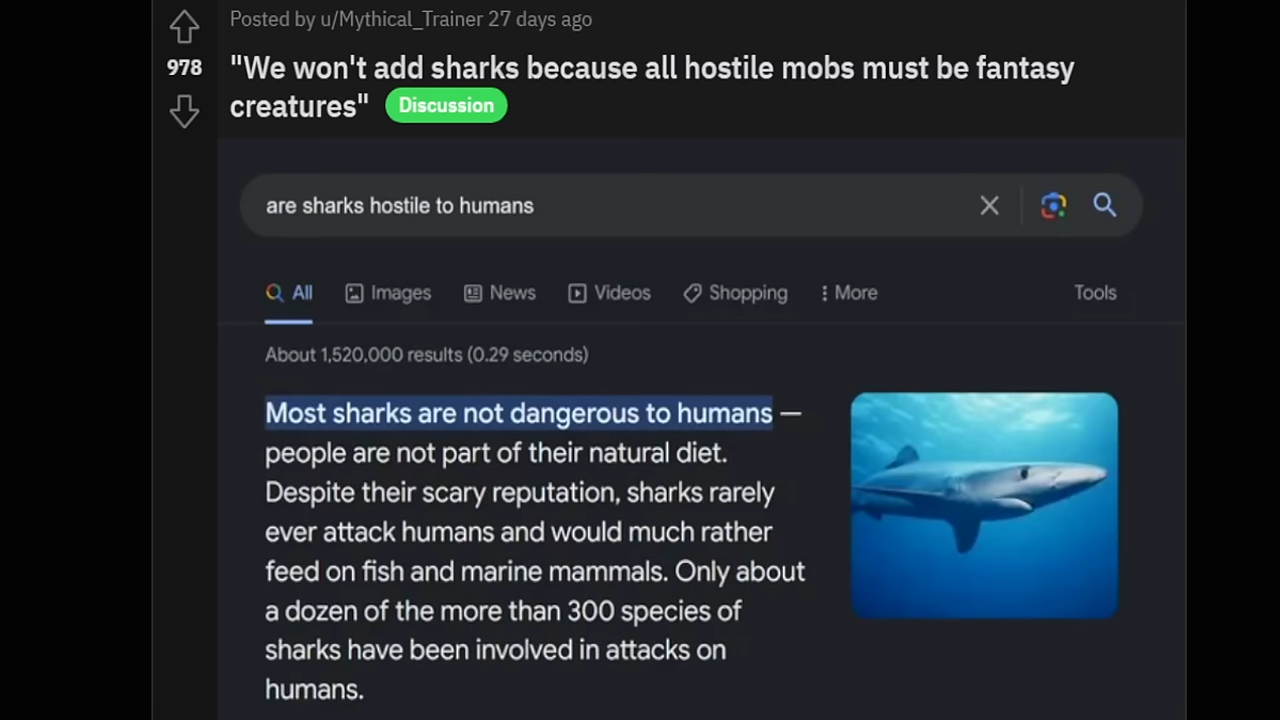 Posted by u/Mythical_Trainer 27 days ago
978
"We won't add sharks because all hostile mobs must be fantasy
creatures" Discussion
are sharks hostile to humans
All Images News Videos Shopping More Tools
About 1,520,000 results (0.29 seconds)
Most sharks are not dangerous to humans —
people are not part of their natural diet.
Despite their scary reputation, sharks rarely
ever attack humans and would much rather
feed on fish and marine mammals. Only about
a dozen of the more than 300 species of
sharks have been involved in attacks on
humans.